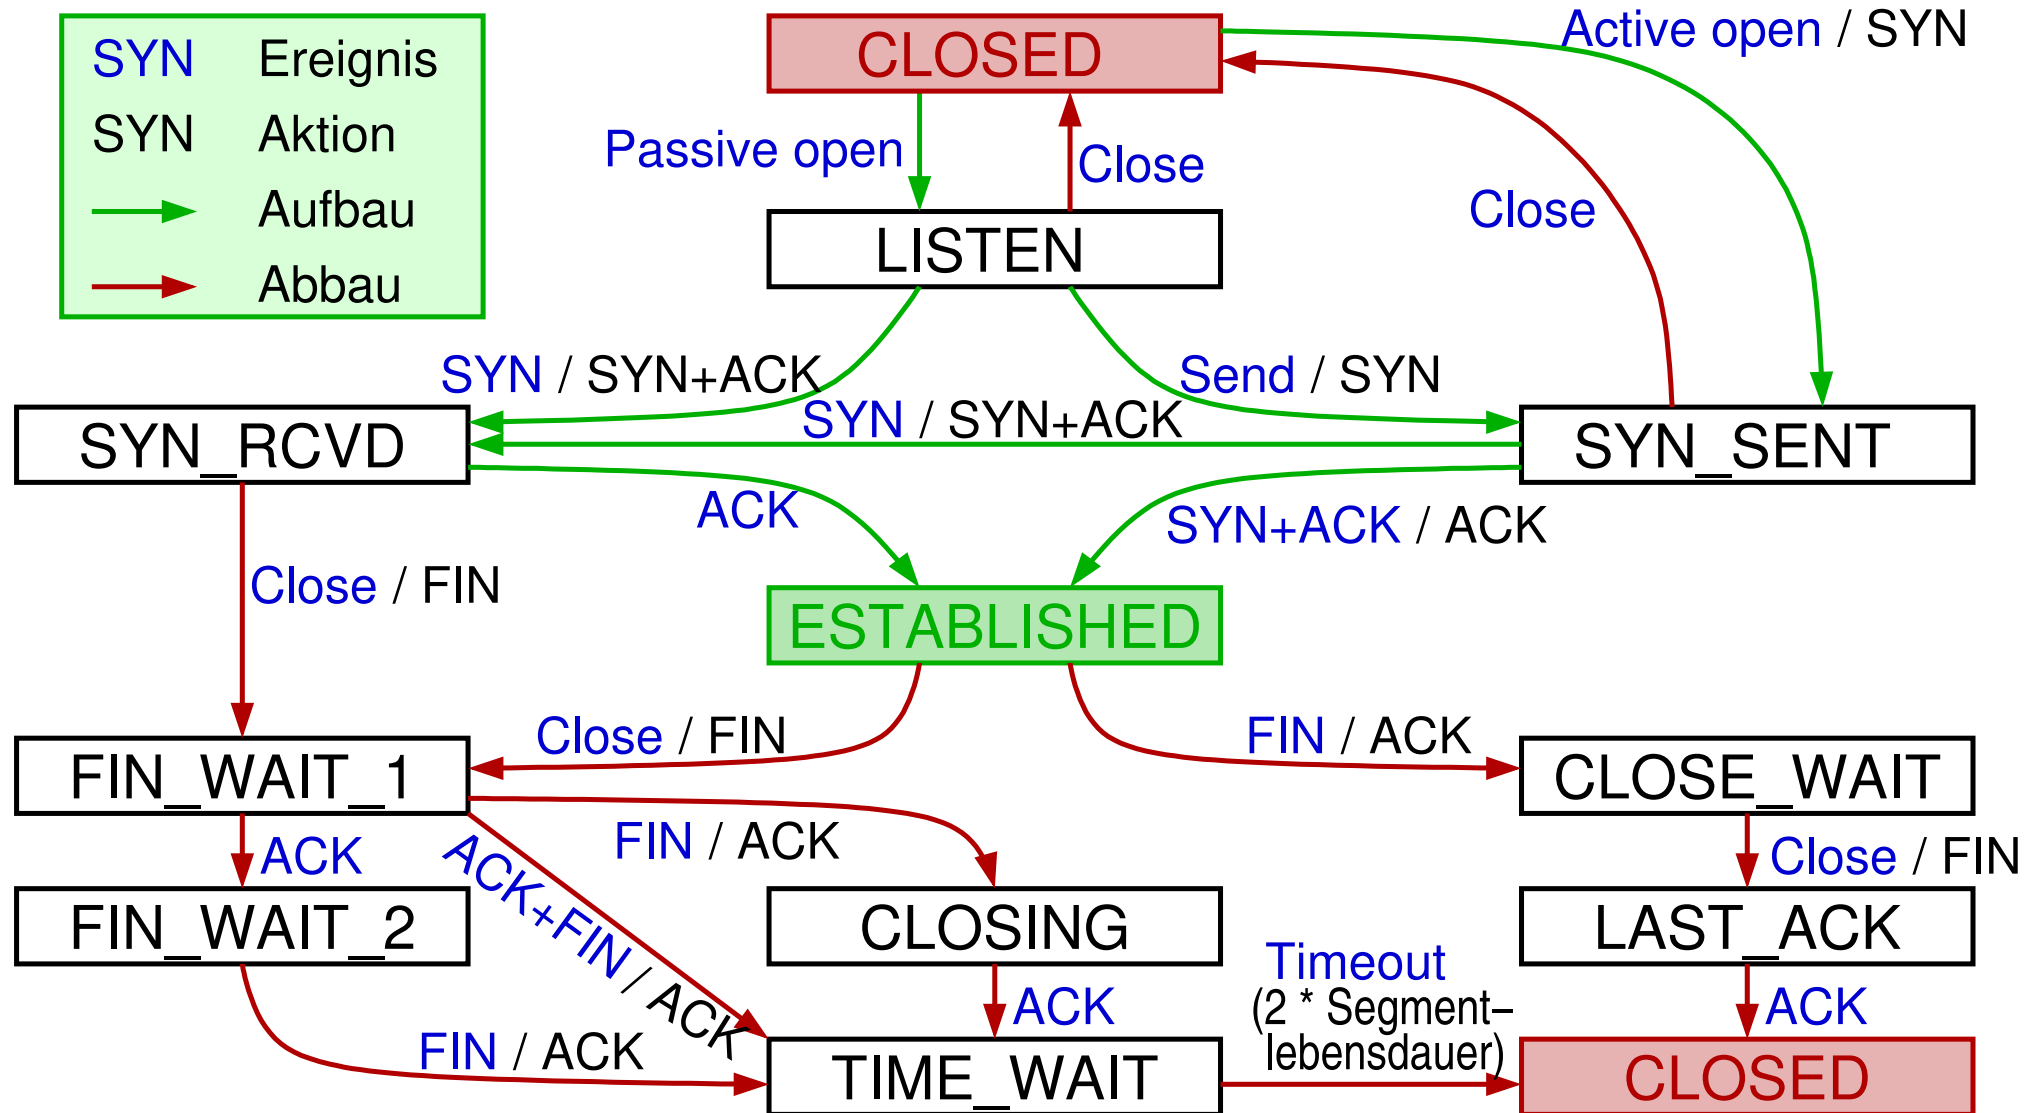 SYN Ereignis
SYN Aktion
Aufbau
Abbau
CLOSED
Active open / SYN
Passive open
Close
Close
LISTEN
SYN / SYN+ACK
Send / SYN
SYN / SYN+ACK
SYN_RCVD
SYN_SENT
ACK
SYN+ACK / ACK
Close / FIN
ESTABLISHED
Close / FIN
FIN / ACK
FIN_WAIT_1
CLOSE_WAIT
ACK
ACK+FIN / ACK
FIN / ACK
Close / FIN
FIN_WAIT_2
CLOSING
LAST_ACK
FIN / ACK
ACK
Timeout
(2 * Segment–
lebensdauer)
ACK
TIME_WAIT
CLOSED